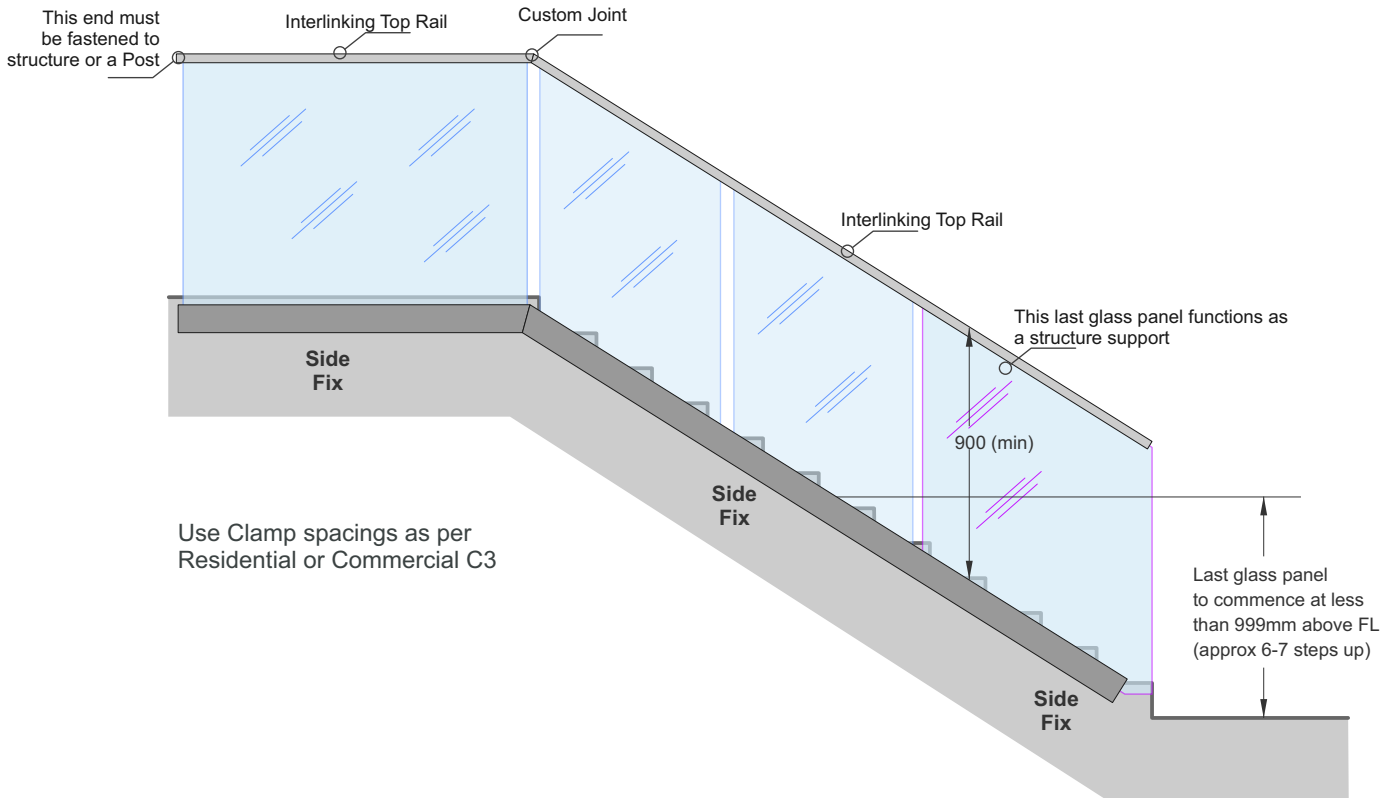 This end must
be fastened to
structure or a Post
Interlinking Top Rail
Custom Joint
Interlinking Top Rail
This last glass panel functions as
a structure support
900 (min)
Side
Fix
Side
Fix
Use Clamp spacings as per
Residential or Commercial C3
Last glass panel
to commence at less
than 999mm above FL
(approx 6-7 steps up)
Side
Fix